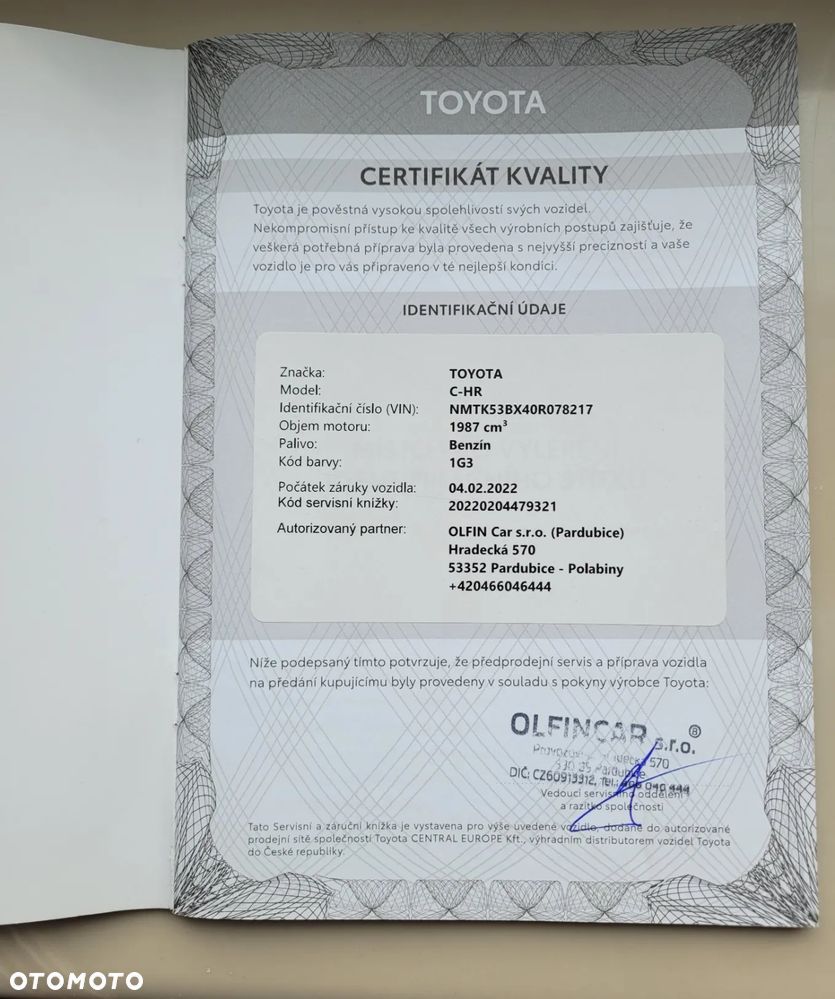 TOYOTA
CERTIFIKÁT KVALITY
Toyota je pověstná vysokou spolehlivostí svých vozidel.
Nekompromisní přístup ke kvalitě všech výrobních postupů zajišťuje, že
veškerá potřebná příprava byla provedena s nejvyšší precizností a vaše
vozidlo je pro vás připraveno v té nejlepší kondici.
IDENTIFIKAČNÍ ÚDAJE
Značka: TOYOTA
Model: C-HR
Identifikační číslo (VIN): NMTK53BX40R078217
Objem motoru: 1987 cm³
Palivo: Benzín
Kód barvy: 1G3
Počátek záruky vozidla: 04.02.2022
Kód servisní knížky: 20220204479321
Autorizovaný partner: OLFIN Car s.r.o. (Pardubice)
Hradecká 570
53352 Pardubice - Polabiny
+420466046444
Níže podepsaný tímto potvrzuje, že předprodejní servis a příprava vozidla
na předání kupujícímu byly provedeny v souladu s pokyny výrobce Toyota:
OLFINCAR s.r.o. ®
570
Pardubice
DIČ: CZ60913312, Tel.:
Vedoucí servisního oddělení
a razítko společnosti
Tato Servisní a záruční knížka je vystavena pro výše uvedené vozidlo, dodané do autorizované
prodejní sítě společností Toyota CENTRAL EUROPE Kft., výhradním distributorem vozidel Toyota
do České republiky.
OTOMOTO